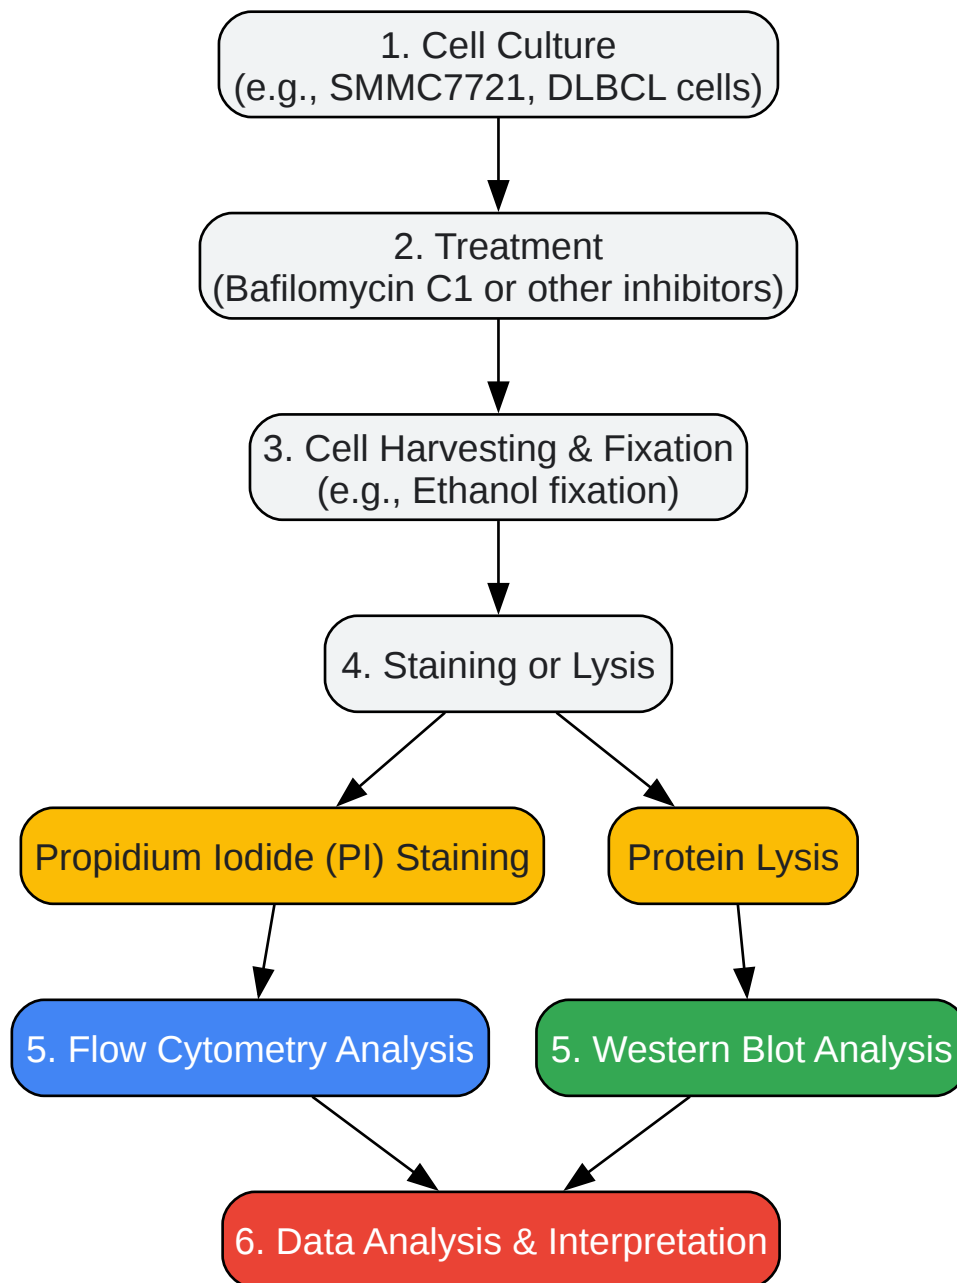 1. Cell Culture
(e.g., SMMC7721, DLBCL cells)
2. Treatment
(Bafilomycin C1 or other inhibitors)
3. Cell Harvesting & Fixation
(e.g., Ethanol fixation)
4. Staining or Lysis
Propidium Iodide (PI) Staining
Protein Lysis
5. Flow Cytometry Analysis
5. Western Blot Analysis
6. Data Analysis & Interpretation